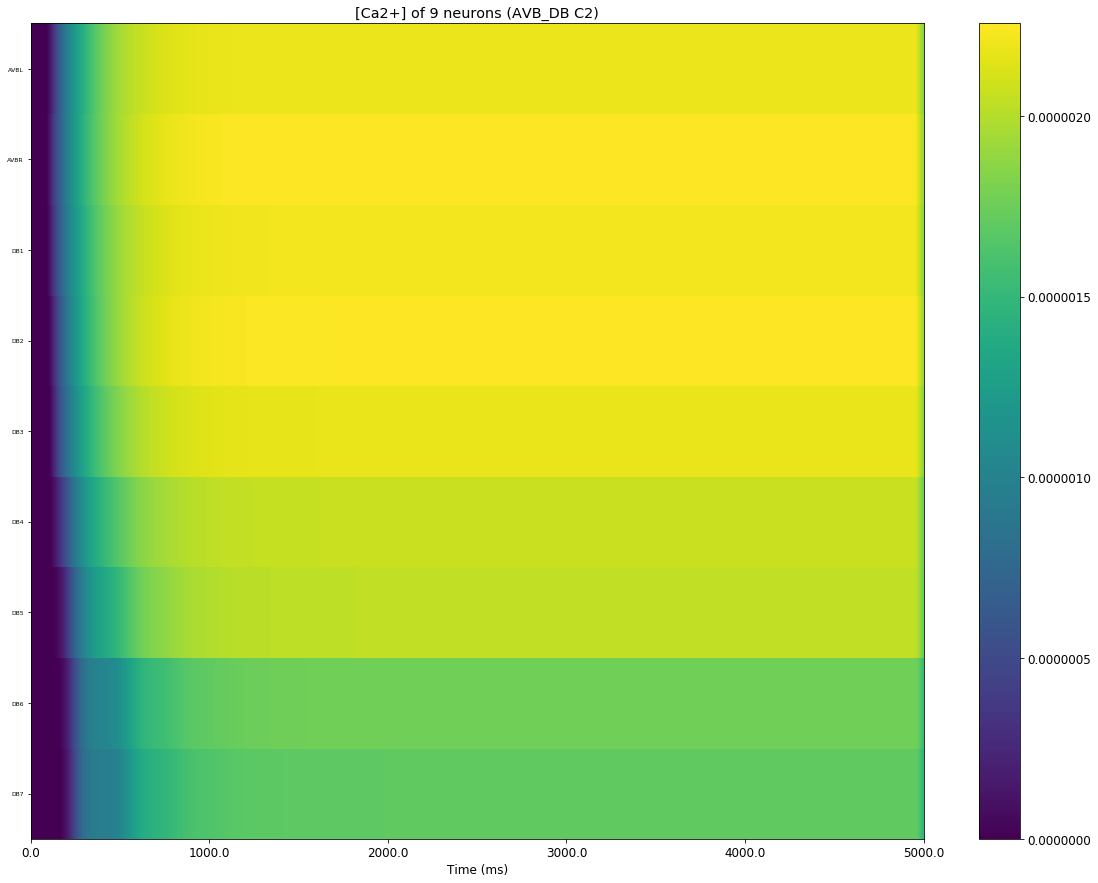 [Ca2+] of 9 neurons (AVB_DB C2)
AVBL
AVBR
DB1
DB2
DB3
DB4
DB5
DB6
DB7
0.0 1000.0 2000.0 3000.0 4000.0 5000.0
Time (ms)
0.0000020
0.0000015
0.0000010
0.0000005
0.0000000